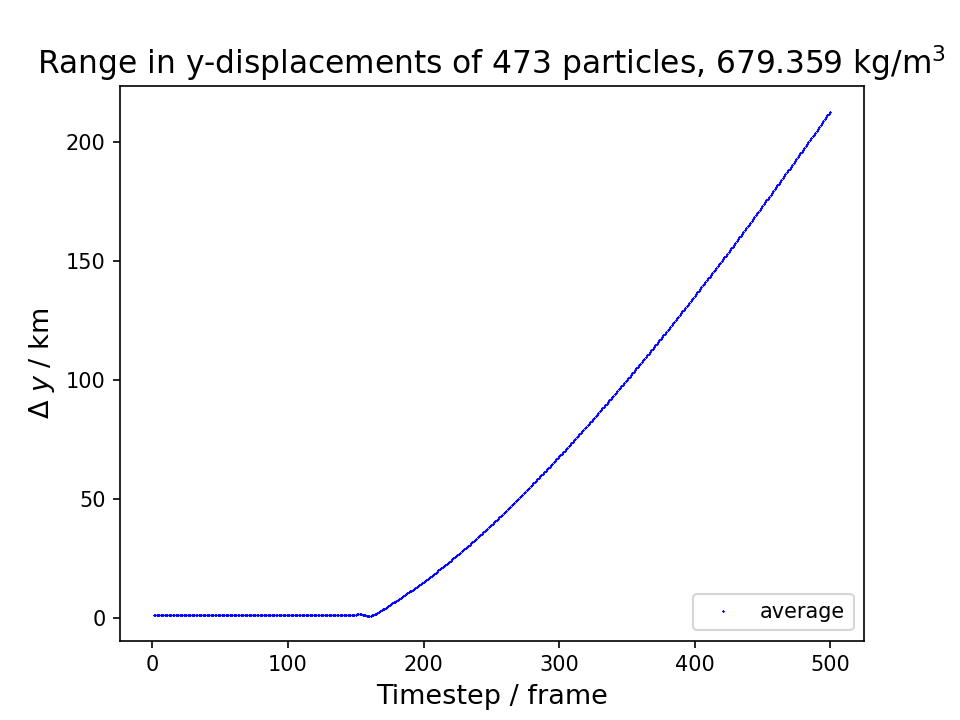 Range in y-displacements of 473 particles, 679.359 kg/m³
200
150
100
50
0
Δ y / km
average
0 100 200 300 400 500
Timestep / frame